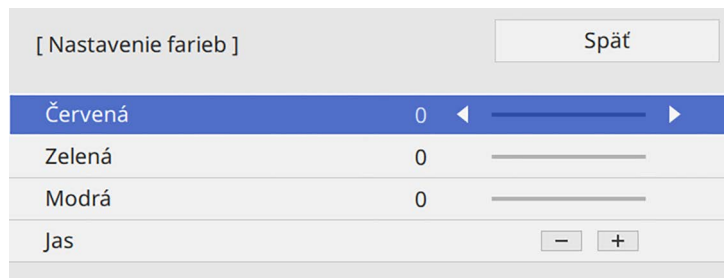 [ Nastavenie farieb ] Späť
Červená 0
Zelená 0
Modrá 0
Jas − +